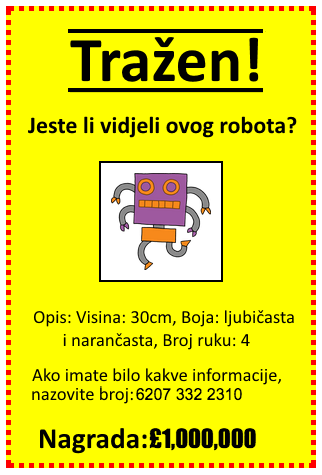 Tražen!
Jeste li vidjeli ovog robota?
Opis: Visina: 30cm, Boja: ljubičasta
i narančasta, Broj ruku: 4
Ako imate bilo kakve informacije,
nazovite broj:6207 332 2310
Nagrada:£1,000,000